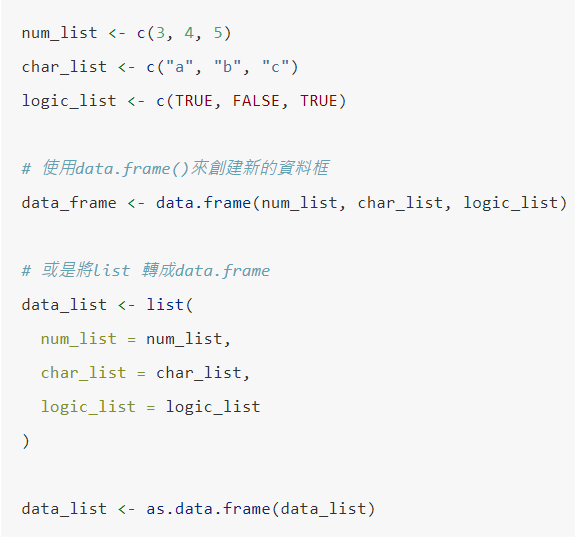 num_list <- c(3, 4, 5)
char_list <- c("a", "b", "c")
logic_list <- c(TRUE, FALSE, TRUE)
# 使用data.frame()來創建新的資料框
data_frame <- data.frame(num_list, char_list, logic_list)
# 或是將list 轉成data.frame
data_list <- list(
  num_list = num_list,
  char_list = char_list,
  logic_list = logic_list
)
data_list <- as.data.frame(data_list)